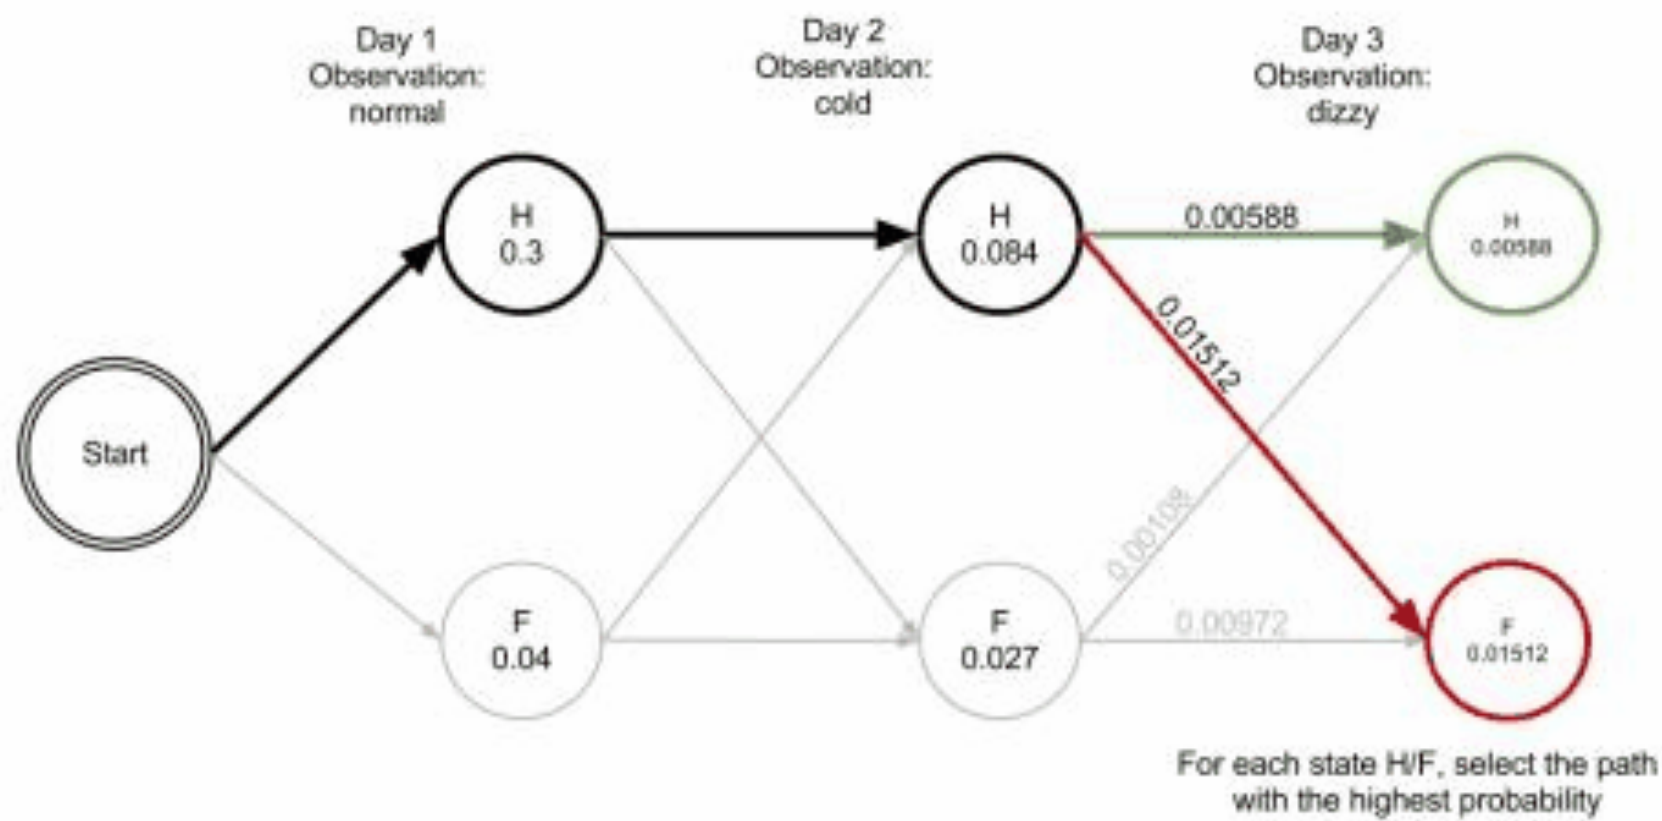 Day 1
Observation:
normal
Day 2
Observation:
cold
Day 3
Observation:
dizzy
H
0.3
H
0.084
0.00588
H
0.00588
0.01512
Start
0.00108
F
0.04
F
0.027
0.00972
F
0.01512
For each state H/F, select the path
with the highest probability